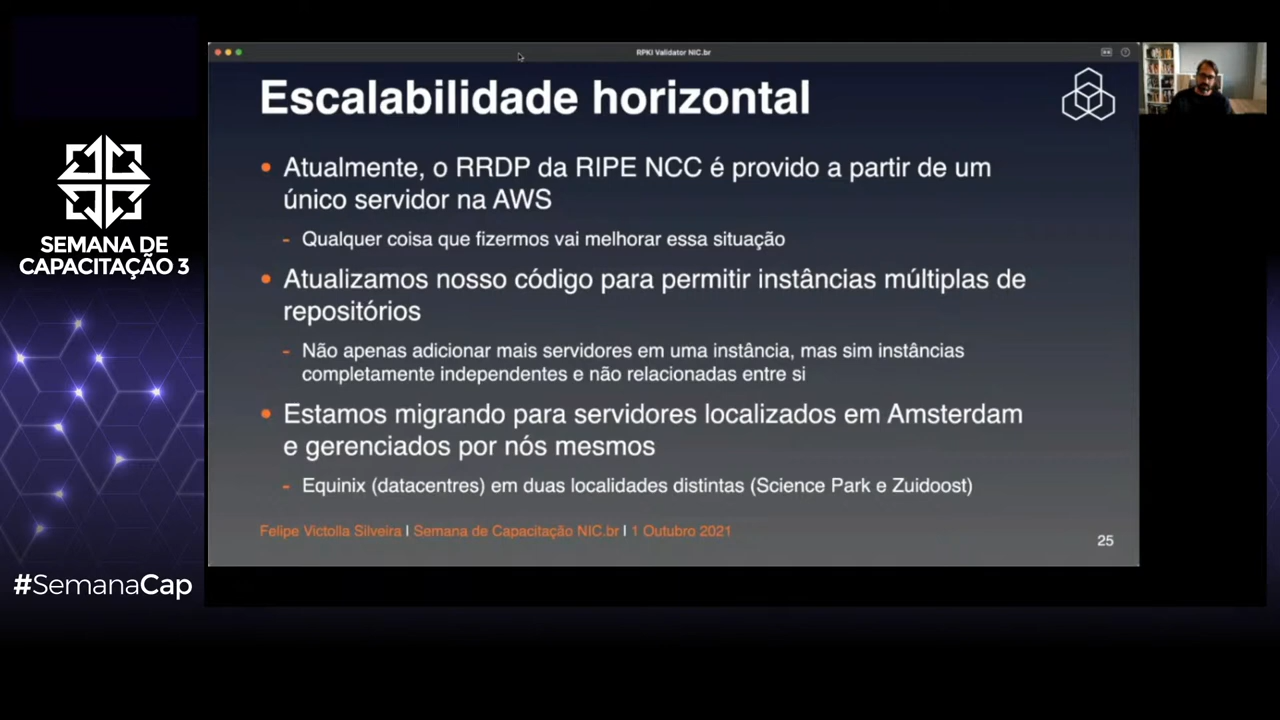 RPKI Validator NIC.br
Escalabilidade horizontal
• Atualmente, o RRDP da RIPE NCC é provido a partir de um
único servidor na AWS
- Qualquer coisa que fizermos vai melhorar essa situação
• Atualizamos nosso código para permitir instâncias múltiplas de
repositórios
- Não apenas adicionar mais servidores em uma instância, mas sim instâncias
completamente independentes e não relacionadas entre si
• Estamos migrando para servidores localizados em Amsterdam
e gerenciados por nós mesmos
- Equinix (datacentres) em duas localidades distintas (Science Park e Zuidoost)
Felipe Victolla Silveira | Semana de Capacitação NIC.br | 1 Outubro 2021
25
SEMANA DE
CAPACITAÇÃO 3
#SemanaCap